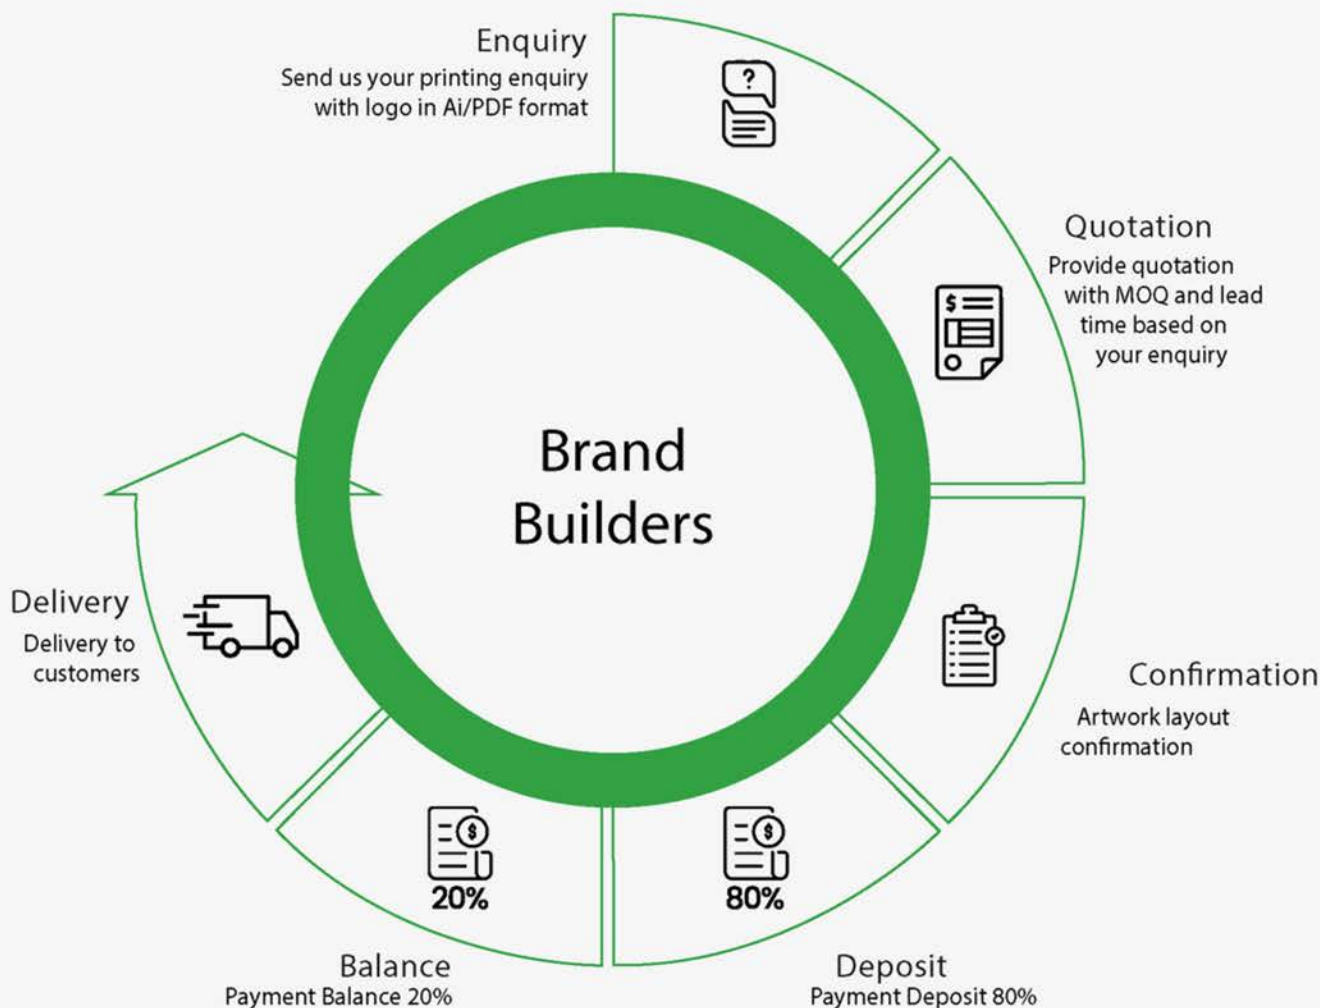 Enquiry
Send us your printing enquiry
with logo in Ai/PDF format
?
Quotation
Provide quotation
with MOQ and lead
time based on
your enquiry
$
Brand
Builders
Confirmation
Artwork layout
confirmation
$
80%
Deposit
Payment Deposit 80%
$
20%
Balance
Payment Balance 20%
Delivery
Delivery to
customers